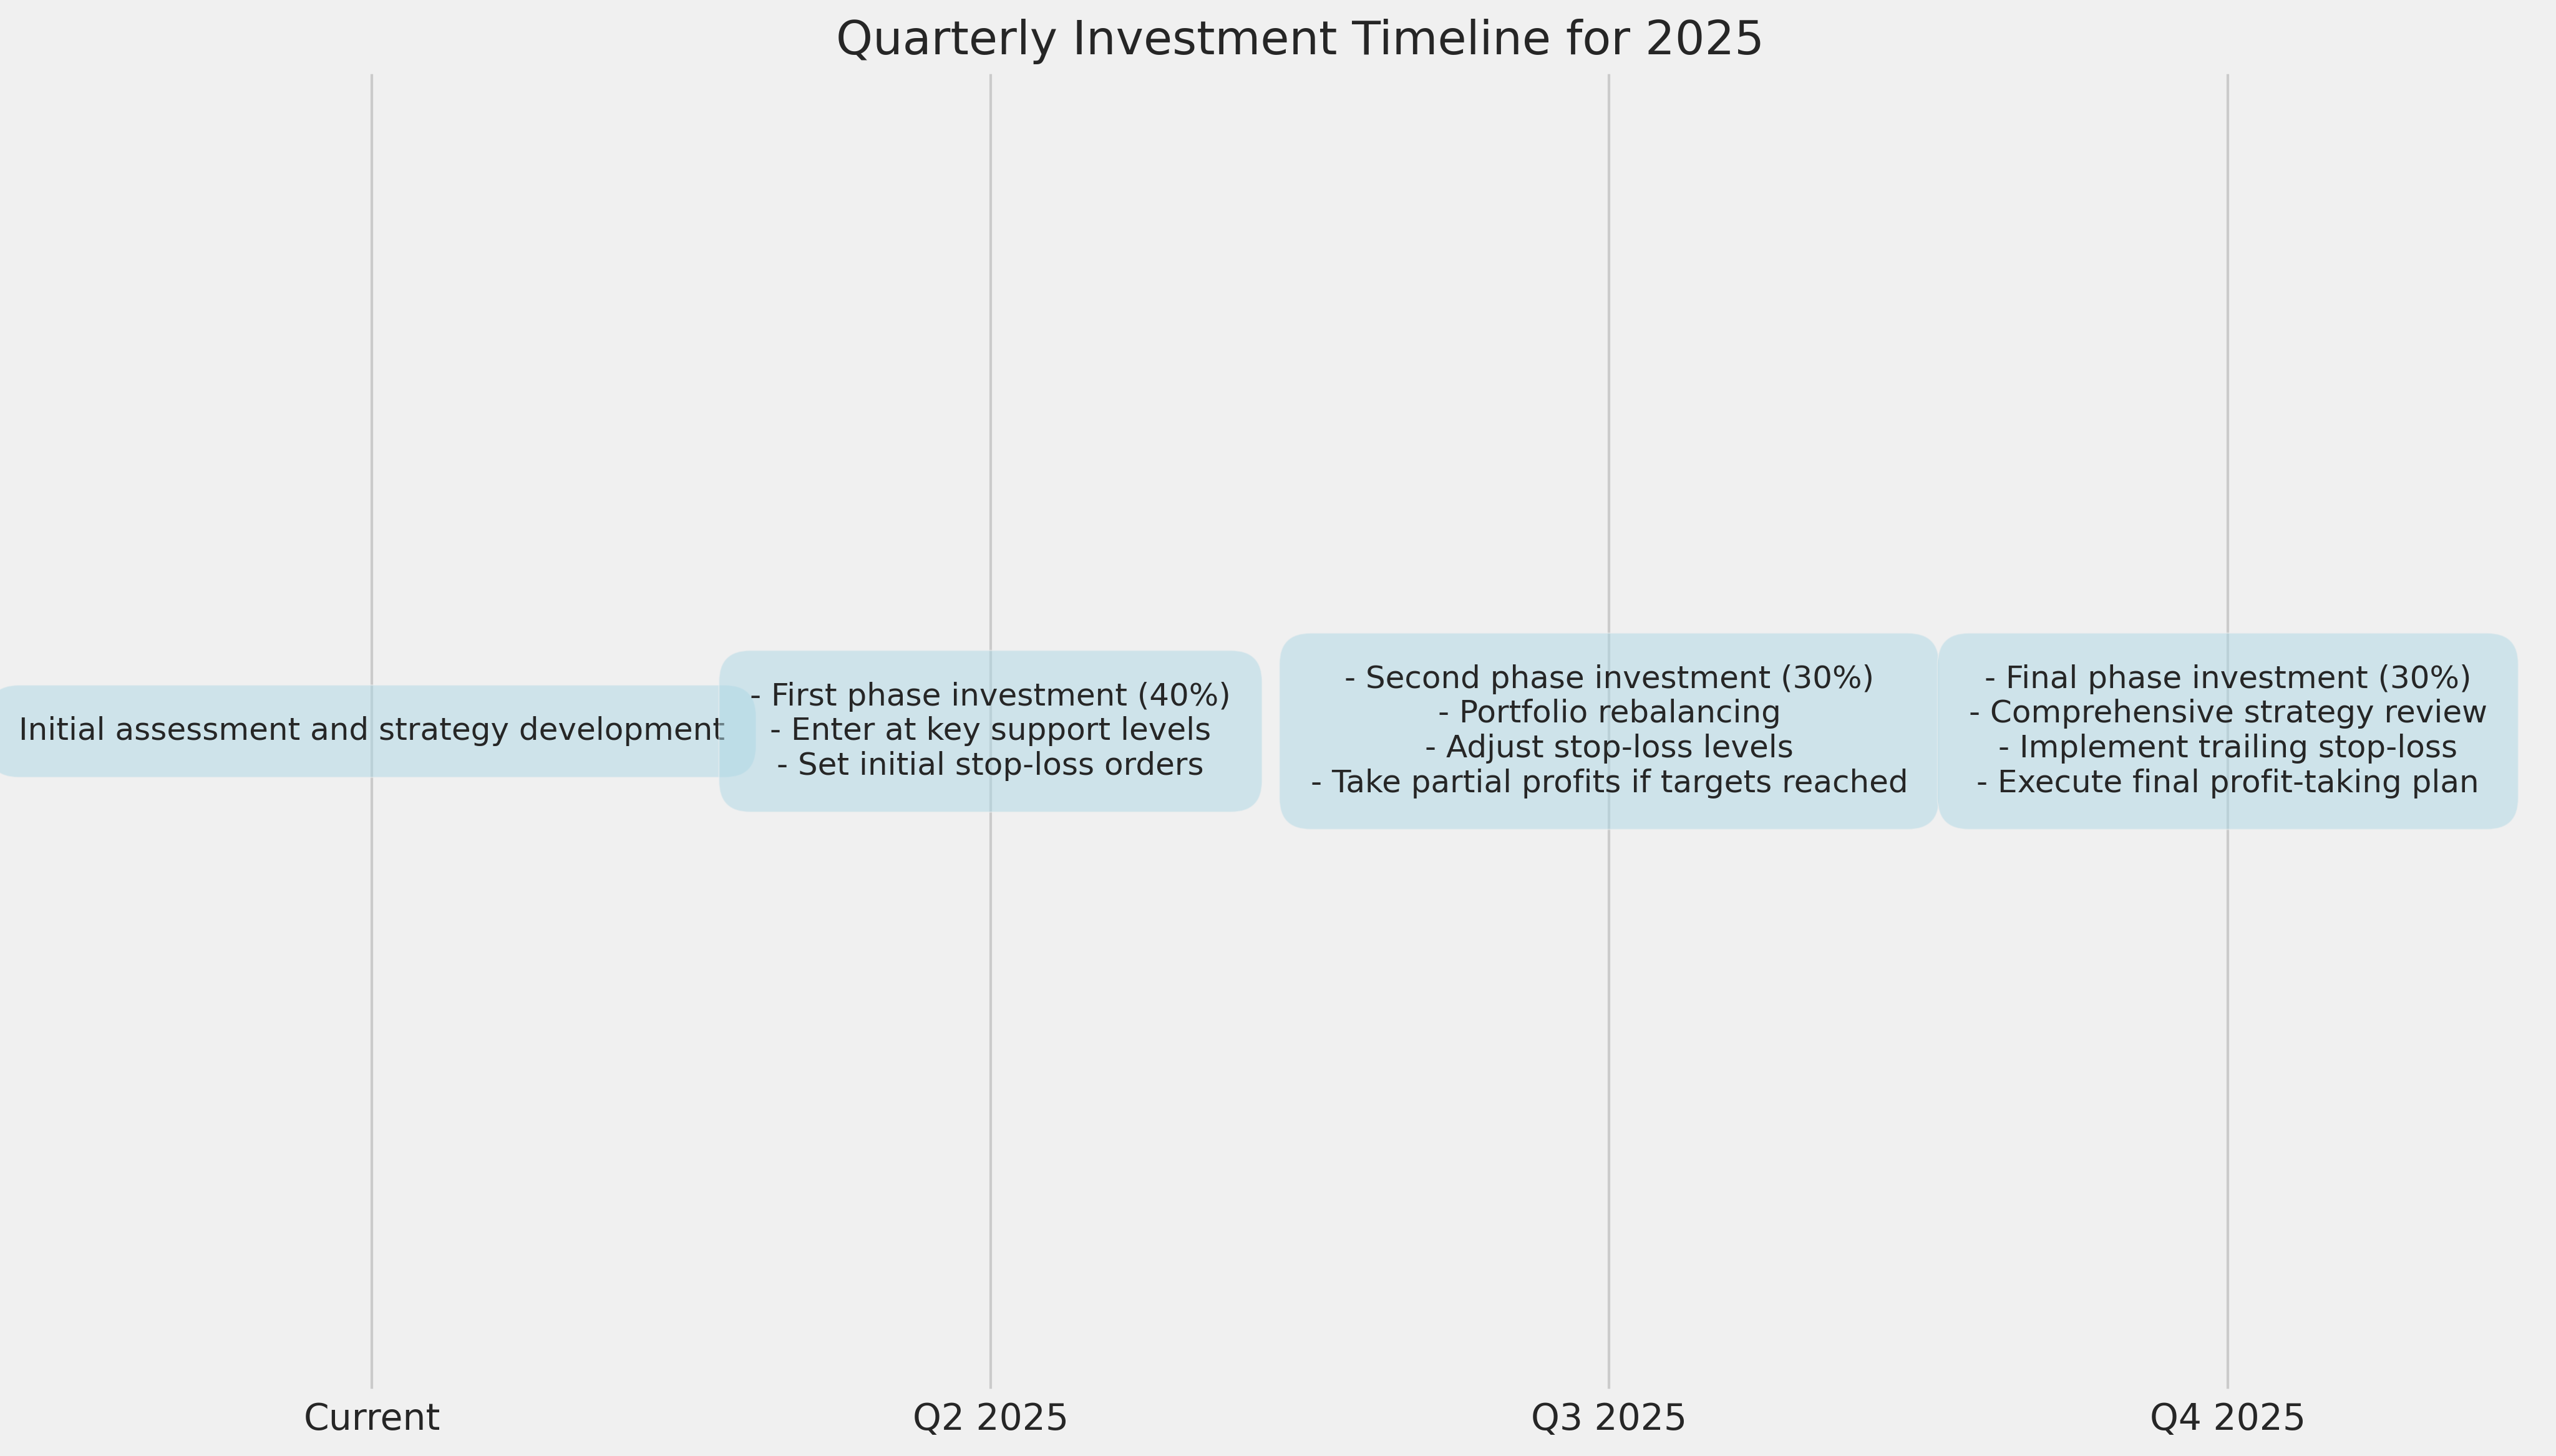 Quarterly Investment Timeline for 2025
Initial assessment and strategy development
- First phase investment (40%)
- Enter at key support levels
- Set initial stop-loss orders
- Second phase investment (30%)
- Portfolio rebalancing
- Adjust stop-loss levels
- Take partial profits if targets reached
- Final phase investment (30%)
- Comprehensive strategy review
- Implement trailing stop-loss
- Execute final profit-taking plan
Current
Q2 2025
Q3 2025
Q4 2025